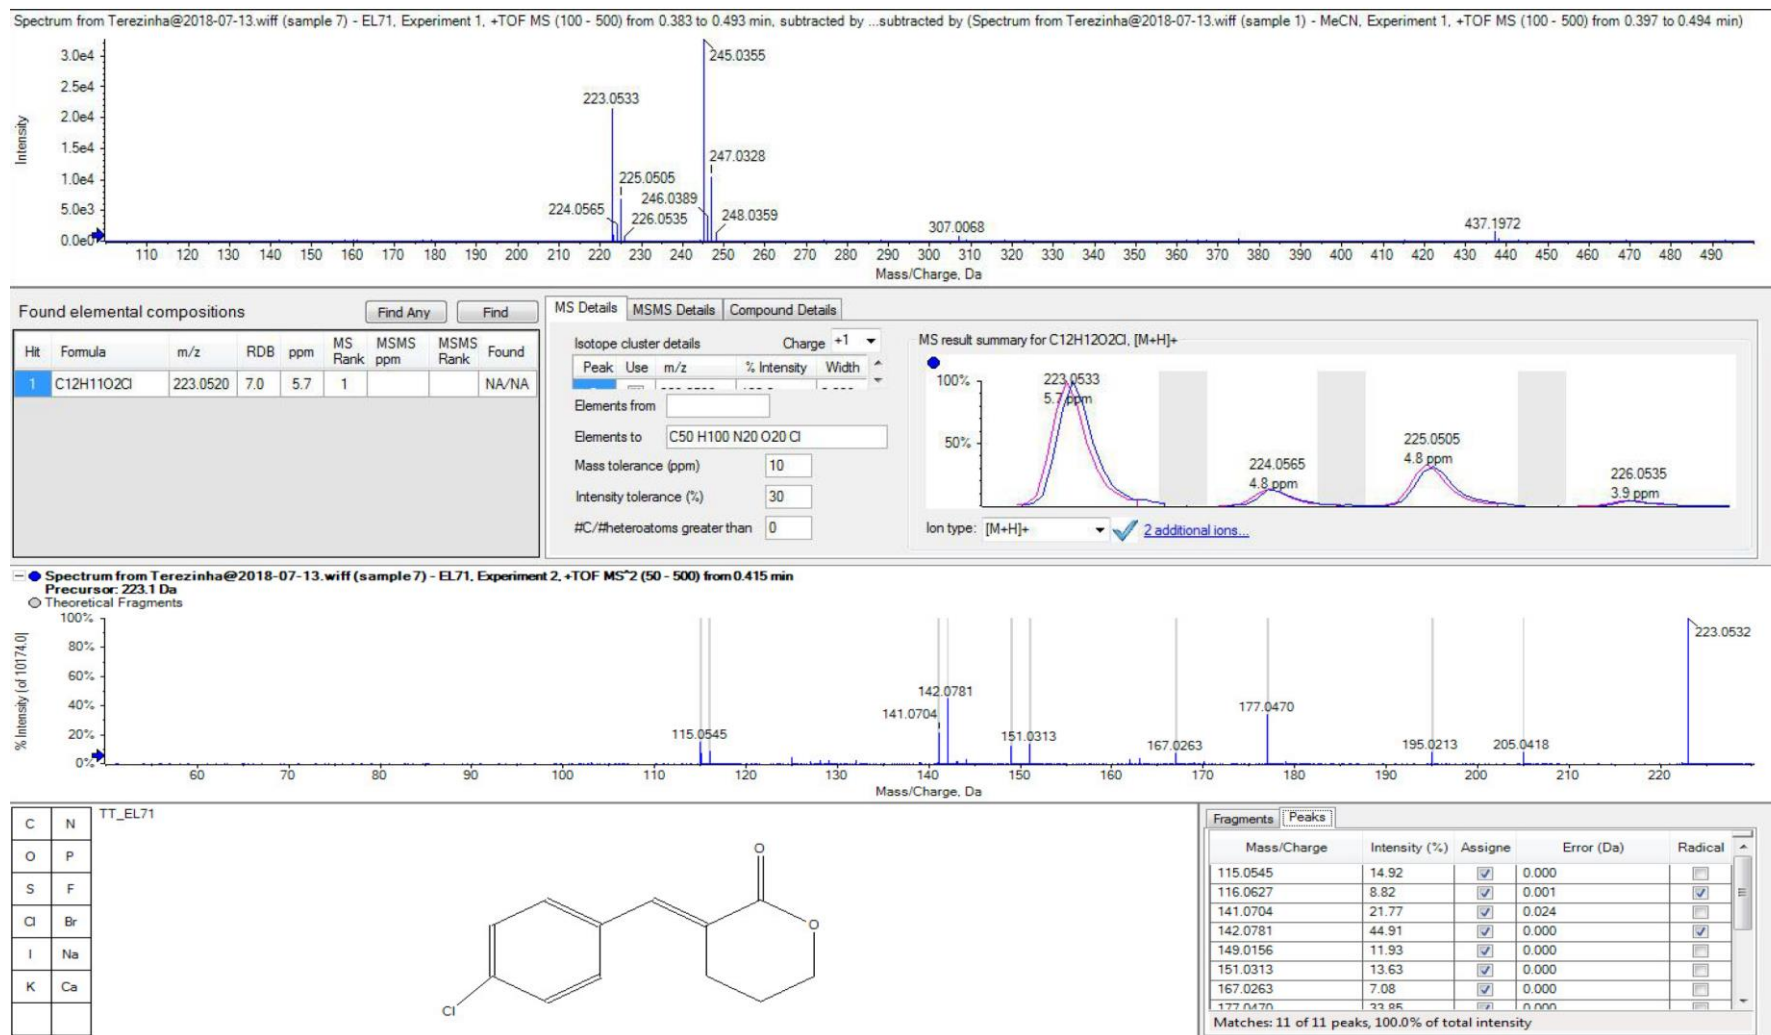 Spectrum from Terezinha@2018-07-13.wiff (sample 7) - EL71, Experiment 1, +TOF MS (100 - 500) from 0.383 to 0.493 min, subtracted by ...subtracted by (Spectrum from Terezinha@2018-07-13.wiff (sample 1) - MeCN, Experiment 1, +TOF MS (100 - 500) from 0.397 to 0.494 min)
Intensity
3.0e4
2.5e4
2.0e4
1.5e4
1.0e4
5.0e3
0.0e0
245.0355
223.0533
247.0328
225.0505
246.0389
224.0565
226.0535
248.0359
307.0068
437.1972
110 120 130 140 150 160 170 180 190 200 210 220 230 240 250 260 270 280 290 300 310 320 330 340 350 360 370 380 390 400 410 420 430 440 450 460 470 480 490
Mass/Charge, Da
Found elemental compositions
Find Any
Find
Hit Formula m/z RDB ppm MS Rank MSMS ppm MSMS Rank Found
1 C12H11O2Cl 223.0520 7.0 5.7 1 NA/NA
MS Details
MSMS Details
Compound Details
Isotope cluster details
Charge +1
Peak Use m/z % Intensity Width
Elements from
Elements to C50 H100 N20 O20 Cl
Mass tolerance (ppm) 10
Intensity tolerance (%) 30
#C/#heteroatoms greater than 0
MS result summary for C12H12O2Cl, [M+H]+
100%
50%
223.0533
5.7 ppm
224.0565
4.8 ppm
225.0505
4.8 ppm
226.0535
3.9 ppm
Ion type: [M+H]+
2 additional ions...
Spectrum from Terezinha@2018-07-13.wiff (sample 7) - EL71, Experiment 2, +TOF MS^2 (50 - 500) from 0.415 min
Precursor: 223.1 Da
Theoretical Fragments
% Intensity (of 10174.0)
100%
80%
60%
40%
20%
0%
223.0532
142.0781
141.0704
177.0470
115.0545
151.0313
167.0263
195.0213
205.0418
60 70 80 90 100 110 120 130 140 150 160 170 180 190 200 210 220
Mass/Charge, Da
C N
O P
S F
Cl Br
I Na
K Ca
TT_EL71
O
O
Cl
Fragments
Peaks
Mass/Charge Intensity (%) Assigne Error (Da) Radical
115.0545 14.92 0.000
116.0627 8.82 0.001
141.0704 21.77 0.024
142.0781 44.91 0.000
149.0156 11.93 0.000
151.0313 13.63 0.000
167.0263 7.08 0.000
177.0470 33.85 0.000
Matches: 11 of 11 peaks, 100.0% of total intensity